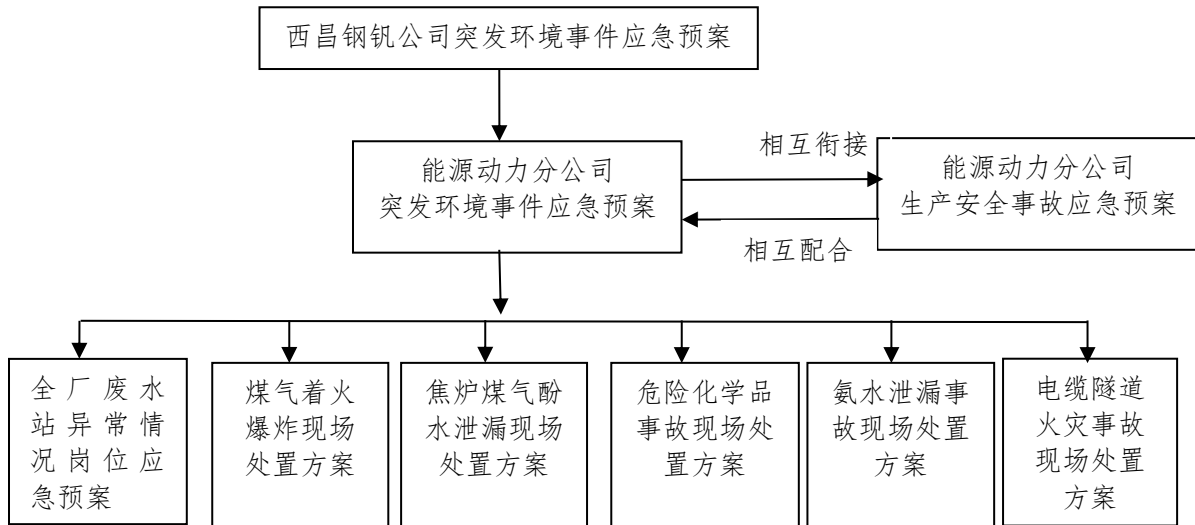 西昌钢钒公司突发环境事件应急预案
相互衔接
能源动力分公司
突发环境事件应急预案
能源动力分公司
生产安全事故应急预案
相互配合
全厂废水
站异常情
况岗位应
急预案
煤气着火
爆炸现场
处置方案
焦炉煤气酚
水泄漏现场
处置方案
危险化学品
事故现场处
置方案
氨水泄漏事
故现场处置
方案
电缆隧道
火灾事故
现场处置
方案